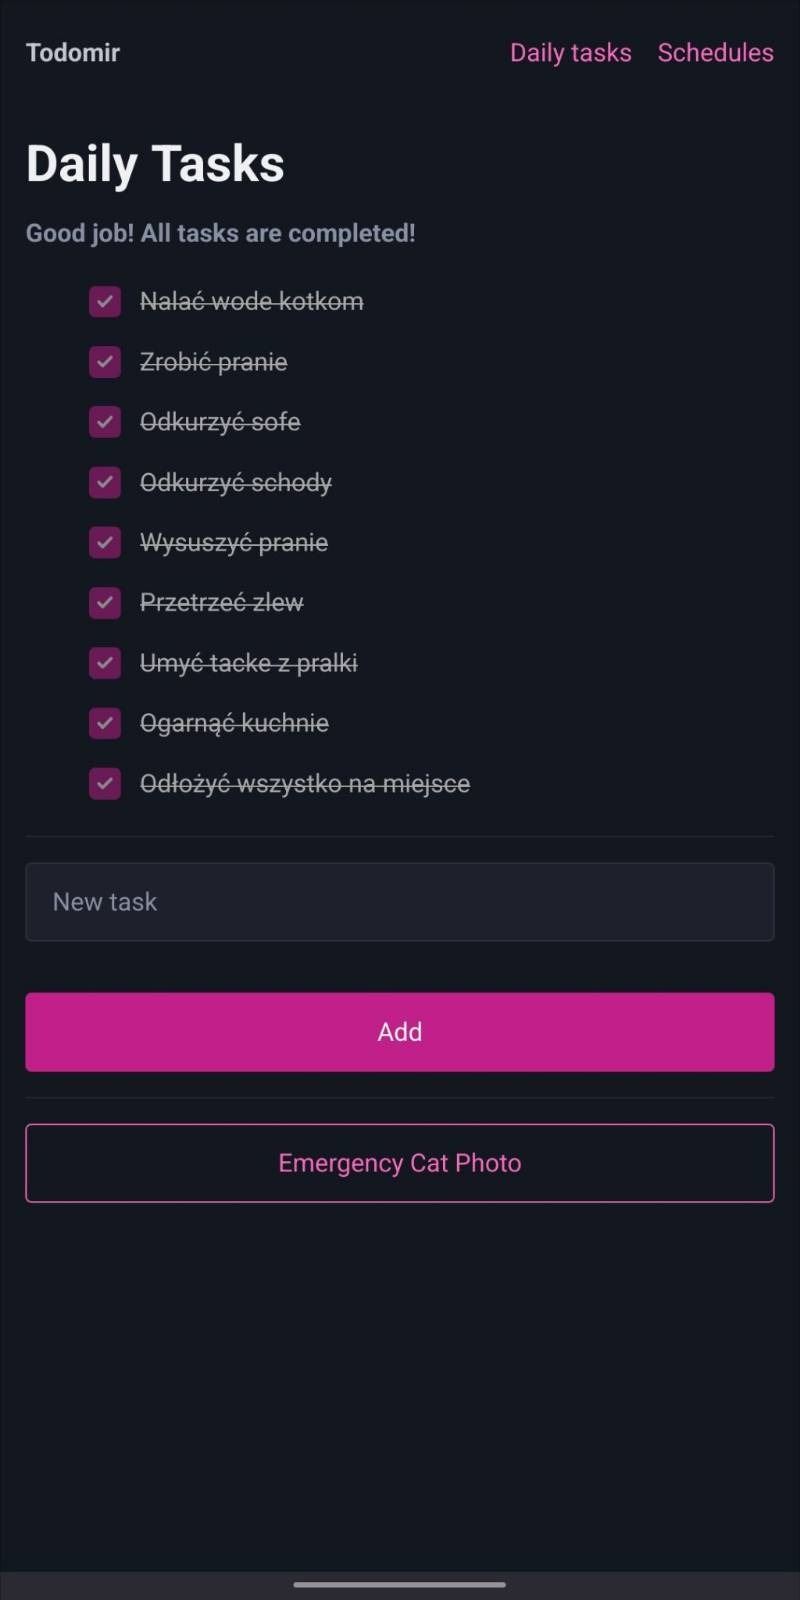 Todomir
Daily tasks
Schedules
Daily Tasks
Good job! All tasks are completed!
Nalać wode kotkom
Zrobić pranie
Odkurzyć sofe
Odkurzyć schody
Wysuszyć pranie
Przetrzeć zlew
Umyć tacke z pralki
Ogarnąć kuchnie
Odłożyć wszystko na miejsce
New task
Add
Emergency Cat Photo